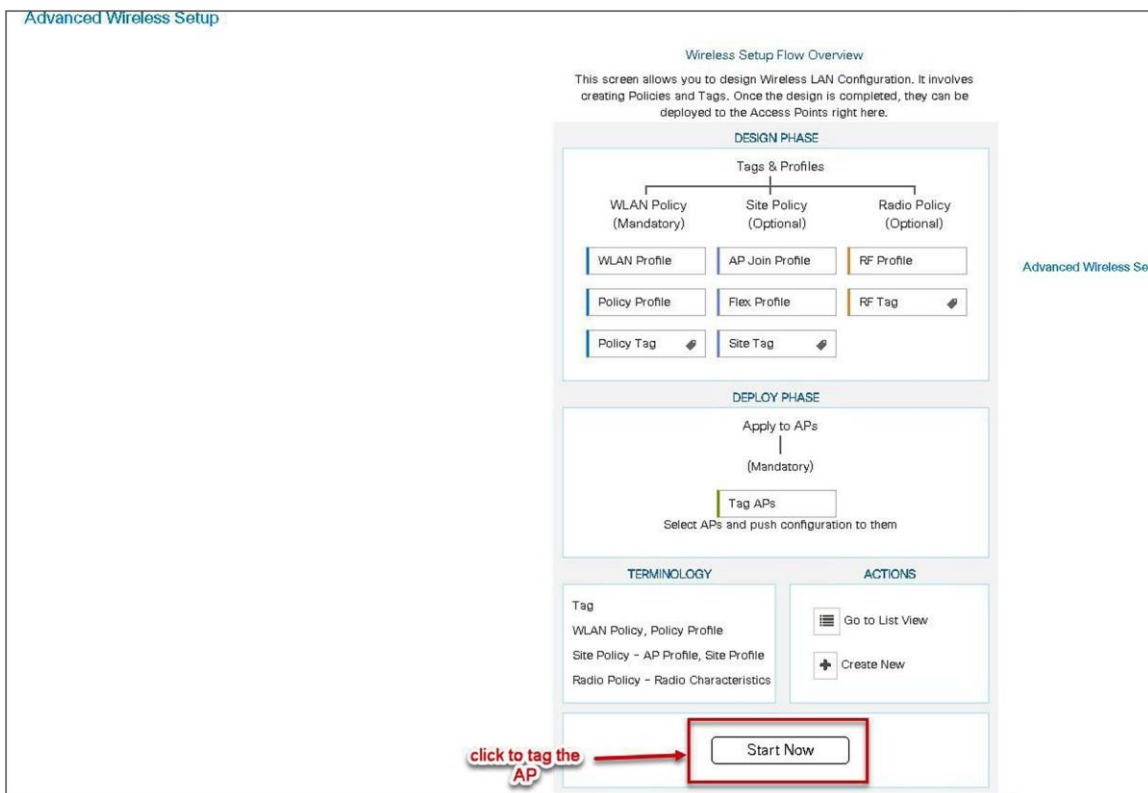 Advanced Wireless Setup
Wireless Setup Flow Overview
This screen allows you to design Wireless LAN Configuration. It involves
creating Policies and Tags. Once the design is completed, they can be
deployed to the Access Points right here.
DESIGN PHASE
Tags & Profiles
WLAN Policy
(Mandatory)
Site Policy
(Optional)
Radio Policy
(Optional)
WLAN Profile
AP Join Profile
RF Profile
Advanced Wireless Se
Policy Profile
Flex Profile
RF Tag
Policy Tag
Site Tag
DEPLOY PHASE
Apply to APs
(Mandatory)
Tag APs
Select APs and push configuration to them
TERMINOLOGY
Tag
WLAN Policy, Policy Profile
Site Policy - AP Profile, Site Profile
Radio Policy - Radio Characteristics
ACTIONS
Go to List View
Create New
click to tag the
AP
Start Now